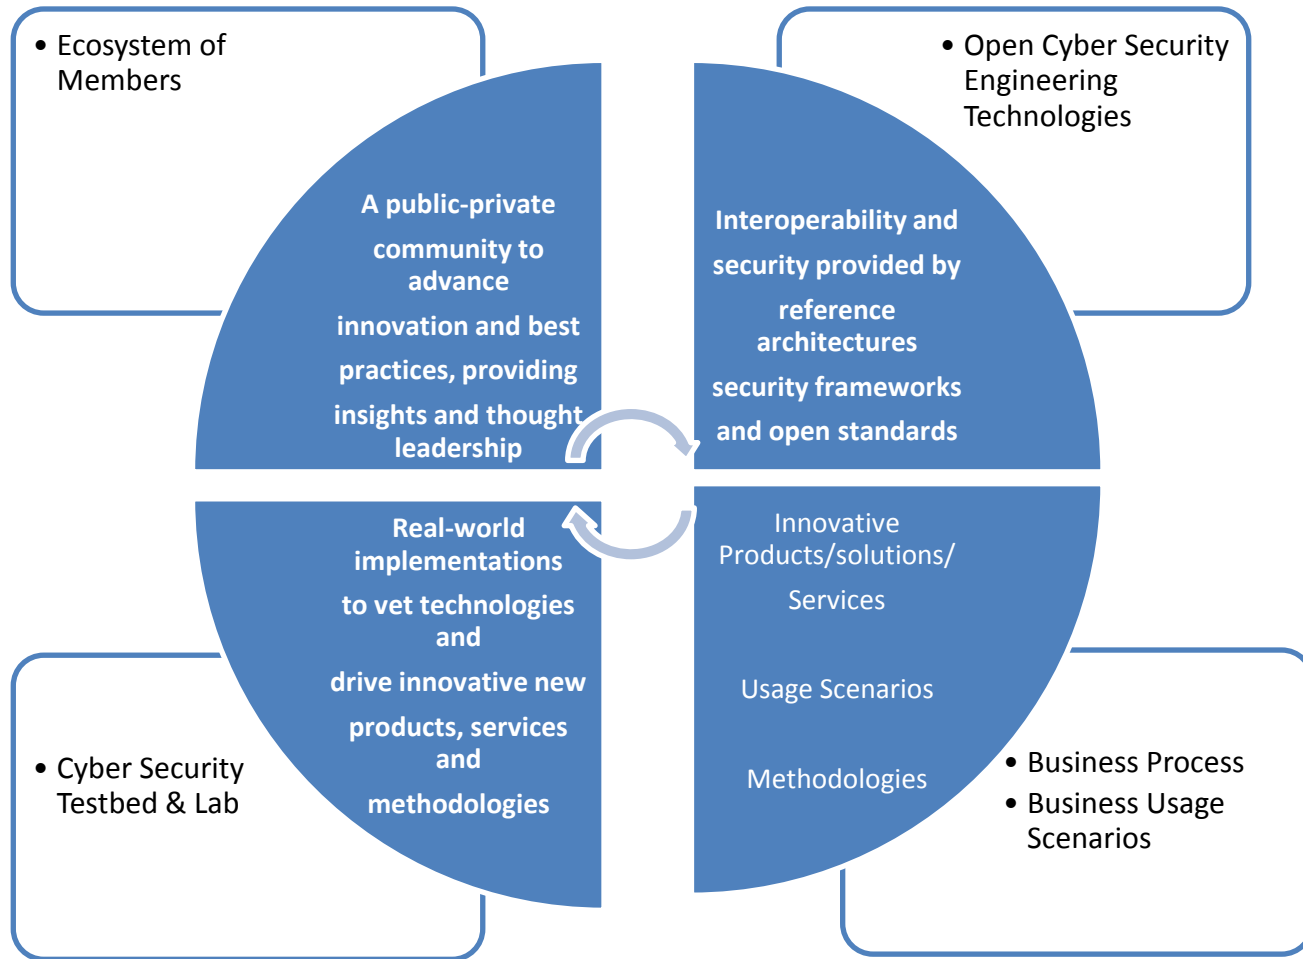 • Ecosystem of
Members
A public-private
community to
advance
innovation and best
practices, providing
insights and thought
leadership
• Open Cyber Security
Engineering
Technologies
Interoperability and
security provided by
reference
architectures
security frameworks
and open standards
• Cyber Security
Testbed & Lab
Real-world
implementations
to vet technologies
and
drive innovative new
products, services
and
methodologies
Innovative
Products/solutions/
Services
Usage Scenarios
Methodologies
• Business Process
• Business Usage
Scenarios